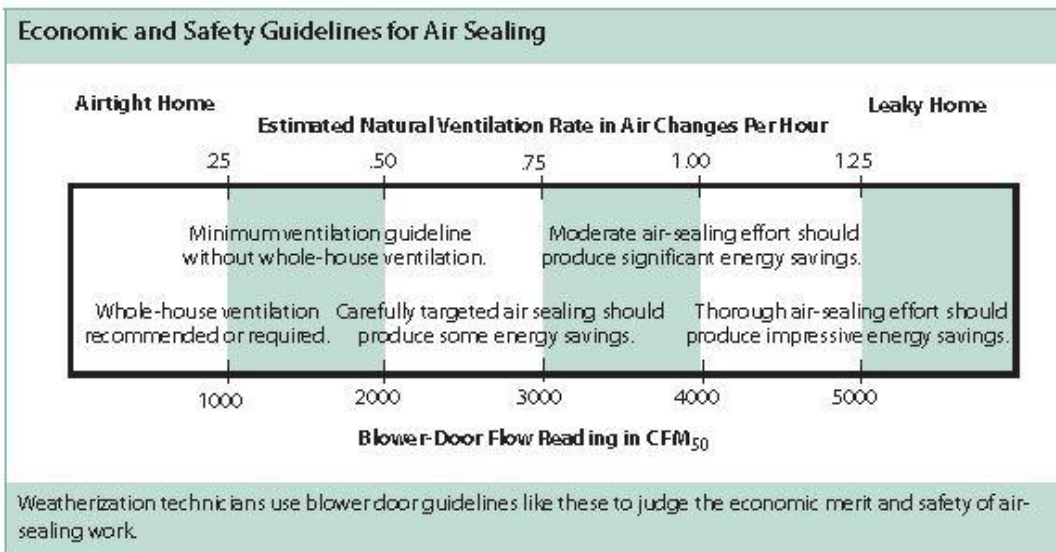 Economic and Safety Guidelines for Air Sealing
Airtight Home
Leaky Home
Estimated Natural Ventilation Rate in Air Changes Per Hour
.25 .50 .75 1.00 1.25
Minimum ventilation guideline
without whole-house ventilation.
Moderate air-sealing effort should
produce significant energy savings.
Whole-house ventilation
recommended or required.
Carefully targeted air sealing should
produce some energy savings.
Thorough air-sealing effort should
produce impressive energy savings.
1000 2000 3000 4000 5000
Blower-Door Flow Reading in CFM50
Weatherization technicians use blower door guidelines like these to judge the economic merit and safety of air-
sealing work.